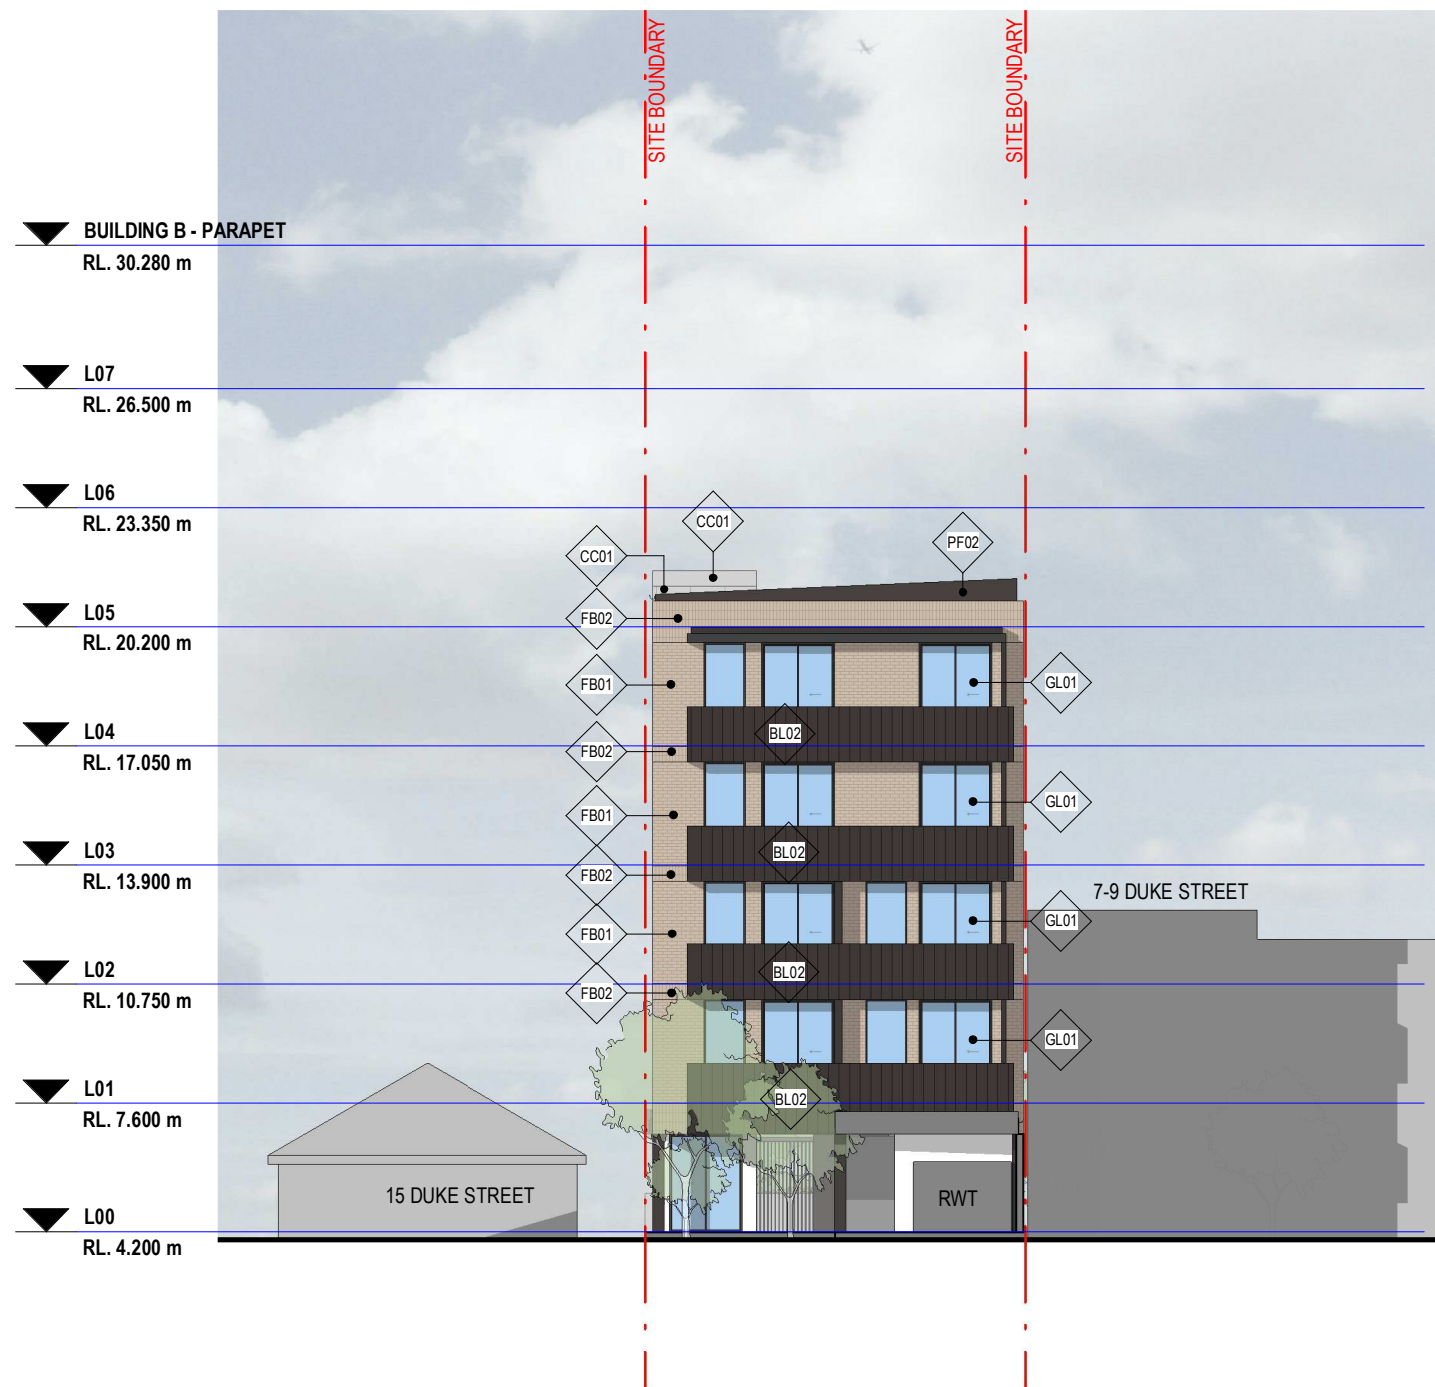 SITE BOUNDARY
SITE BOUNDARY
BUILDING B - PARAPET
RL. 30.280 m
L07
RL. 26.500 m
L06
RL. 23.350 m
CC01
CC01
PF02
L05
RL. 20.200 m
FB02
FB01
GL01
L04
RL. 17.050 m
FB02
BL02
FB01
GL01
L03
RL. 13.900 m
FB02
BL02
7-9 DUKE STREET
FB01
GL01
L02
RL. 10.750 m
FB02
BL02
GL01
L01
RL. 7.600 m
BL02
15 DUKE STREET
RWT
L00
RL. 4.200 m